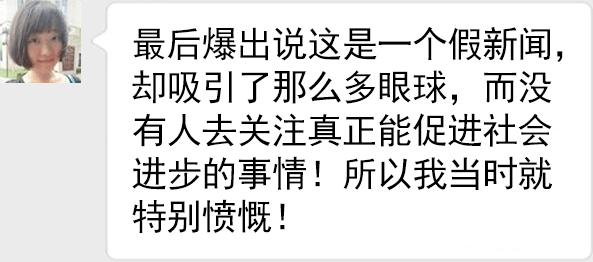 最后爆出说这是一个假新闻，
却吸引了那么多眼球，而没
有人去关注真正能促进社会
进步的事情！所以我当时就
特别愤慨！